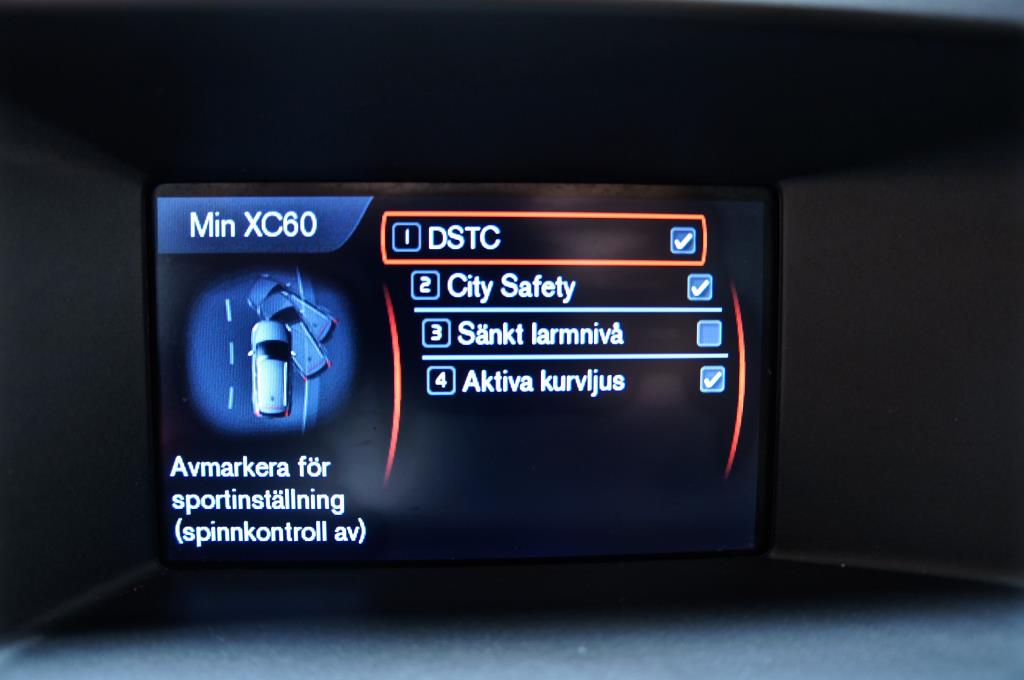 Min XC60
1 DSTC
2 City Safety
3 Sänkt larmnivå
4 Aktiva kurvljus
Avmarkera för
sportinställning
(spinnkontroll av)